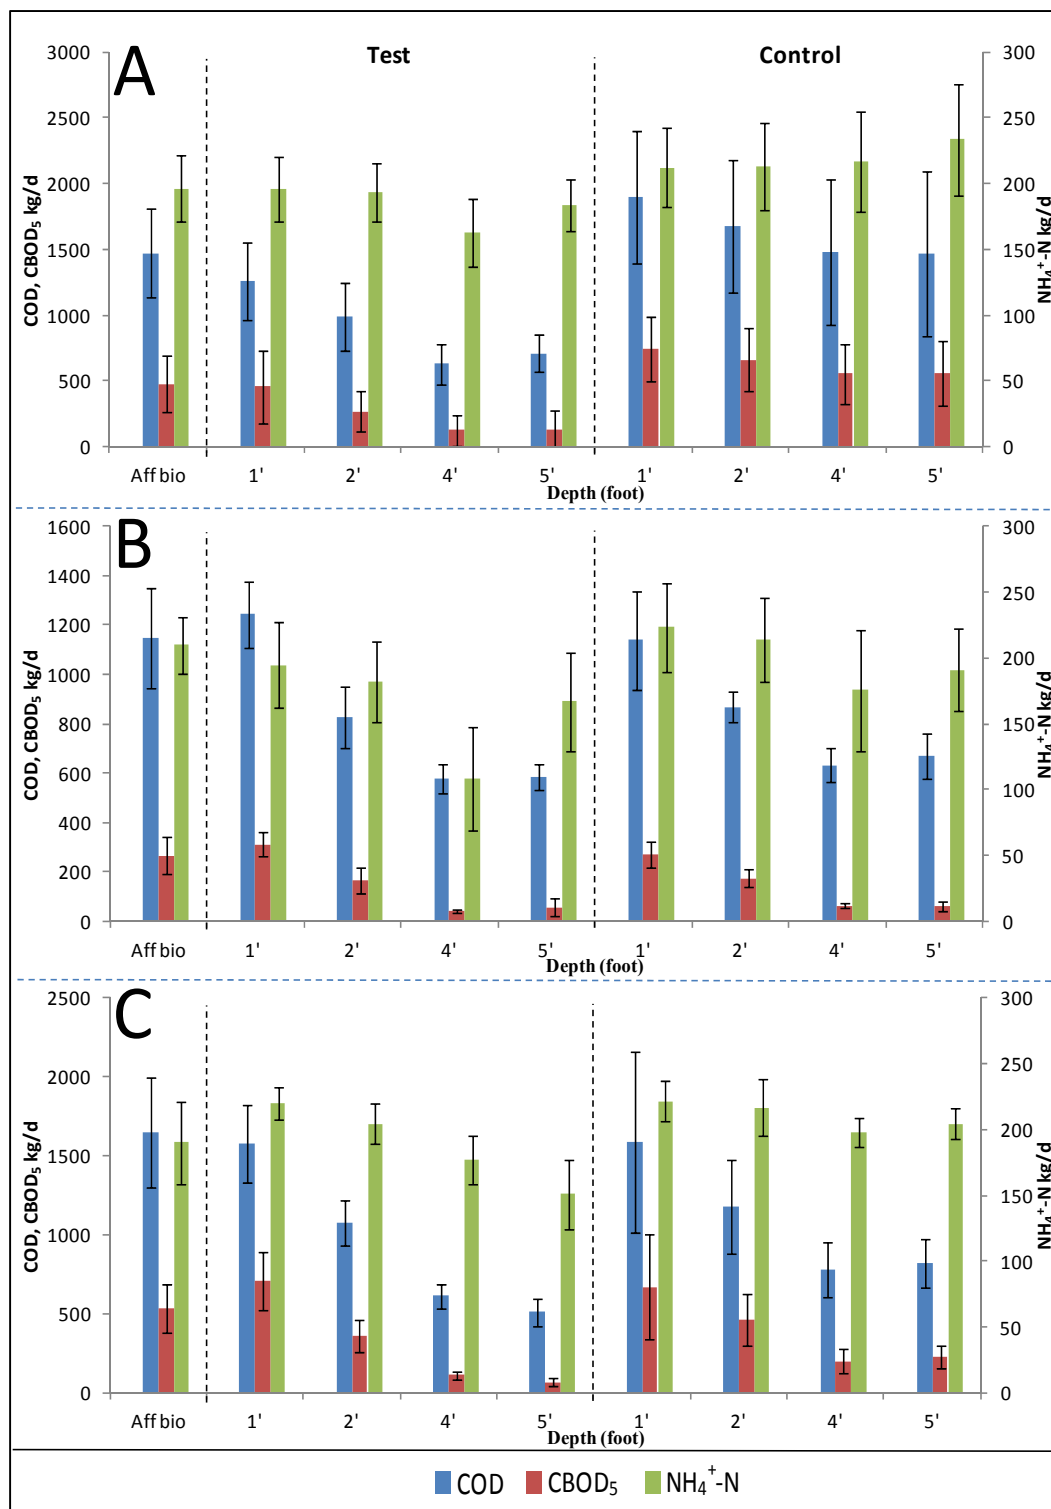 A
Test
Control
3000
2500
2000
1500
1000
500
0
COD, CBOD₅ kg/d
300
250
200
150
100
50
0
NH₄⁺-N kg/d
Aff bio 1' 2' 4' 5' 1' 2' 4' 5'
Depth (foot)
B
1600
1400
1200
1000
800
600
400
200
0
COD, CBOD₅ kg/d
300
250
200
150
100
50
0
NH₄⁺-N kg/d
Aff bio 1' 2' 4' 5' 1' 2' 4' 5'
Depth (foot)
C
2500
2000
1500
1000
500
0
COD, CBOD₅ kg/d
300
250
200
150
100
50
0
NH₄⁺-N kg/d
Aff bio 1' 2' 4' 5' 1' 2' 4' 5'
Depth (foot)
COD CBOD₅ NH₄⁺-N